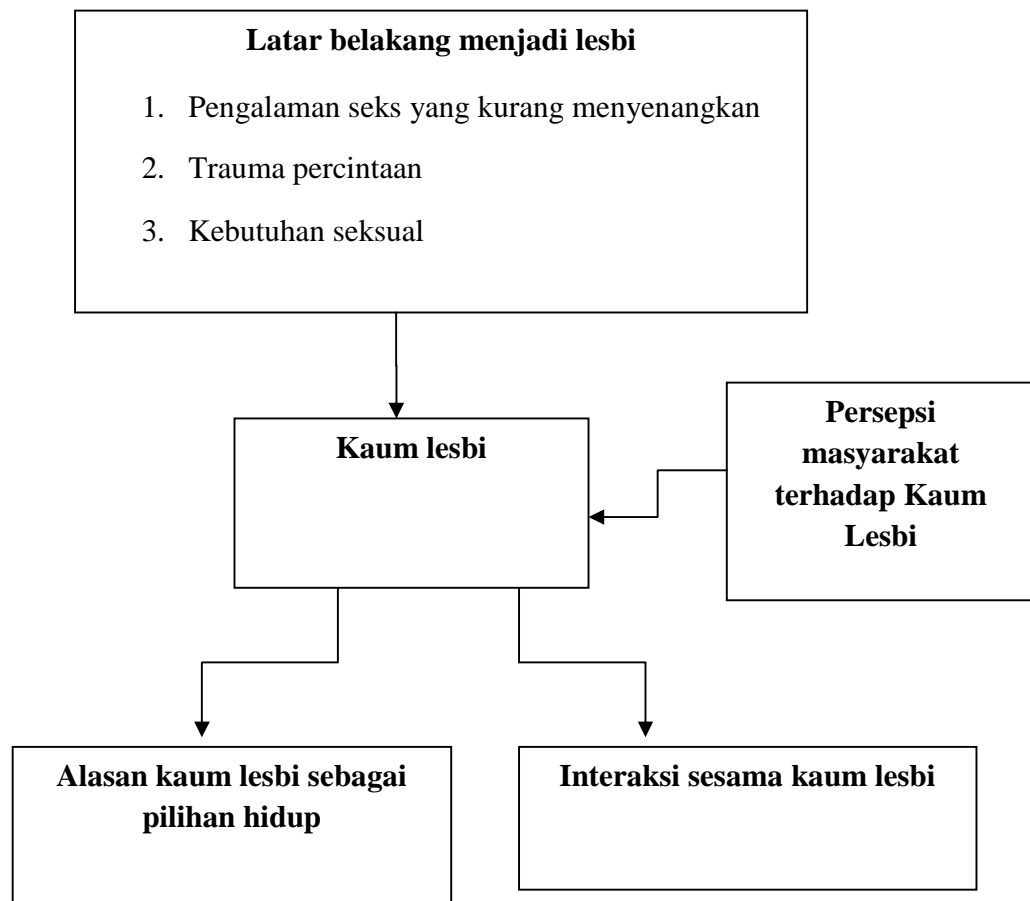 Latar belakang menjadi lesbi
1. Pengalaman seks yang kurang menyenangkan
2. Trauma percintaan
3. Kebutuhan seksual
Kaum lesbi
Persepsi
masyarakat
terhadap Kaum
Lesbi
Alasan kaum lesbi sebagai
pilihan hidup
Interaksi sesama kaum lesbi